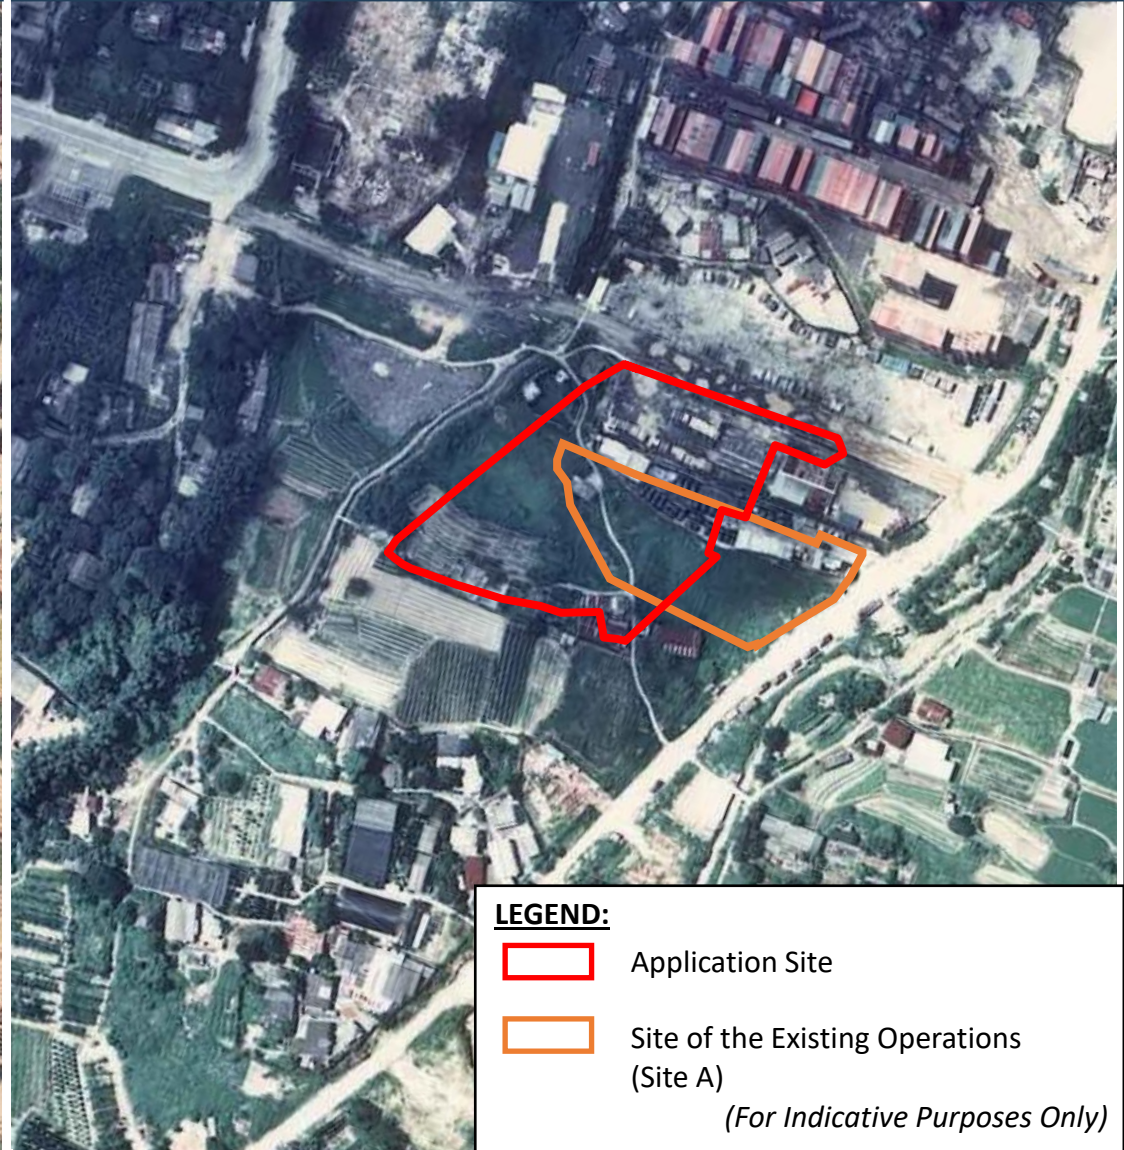 LEGEND:
Application Site
Site of the Existing Operations
(Site A)
(For Indicative Purposes Only)